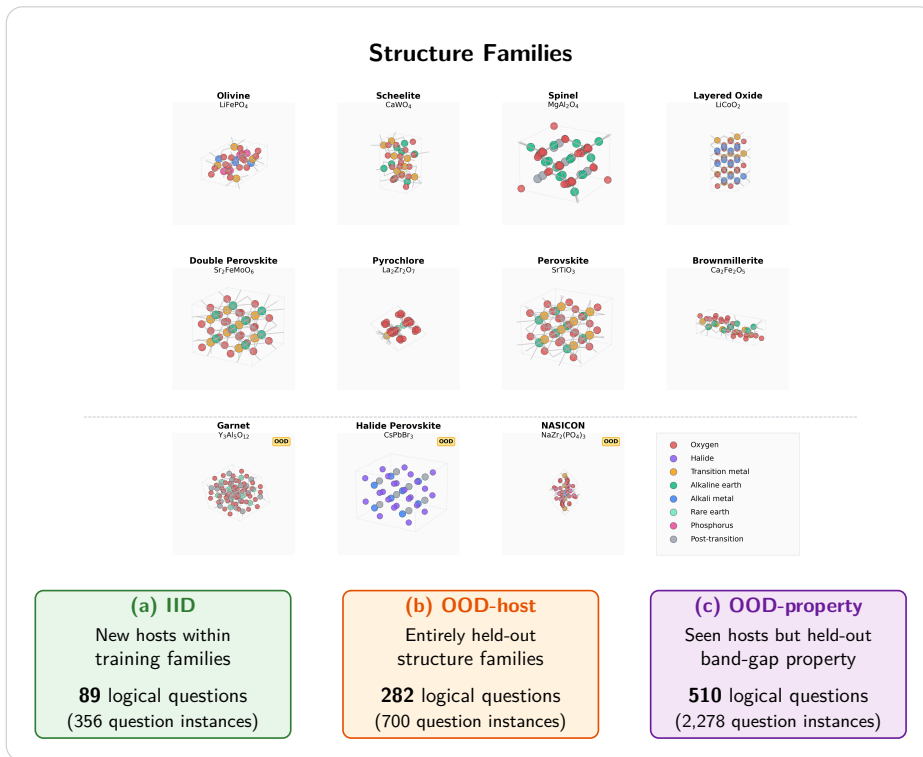 Structure Families
Olivine
LiFePO₄
Scheelite
CaWO₄
Spinel
MgAl₂O₄
Layered Oxide
LiCoO₂
Double Perovskite
Sr₂FeMoO₆
Pyrochlore
La₂Zr₂O₇
Perovskite
SrTiO₃
Brownmillerite
Ca₂Fe₂O₅
Garnet
Y₃Al₅O₁₂
OOD
Halide Perovskite
CsPbBr₃
OOD
NASICON
NaZr₂(PO₄)₃
OOD
Oxygen
Halide
Transition metal
Alkaline earth
Alkali metal
Rare earth
Phosphorus
Post-transition
(a) IID
New hosts within
training families
89 logical questions
(356 question instances)
(b) OOD-host
Entirely held-out
structure families
282 logical questions
(700 question instances)
(c) OOD-property
Seen hosts but held-out
band-gap property
510 logical questions
(2,278 question instances)